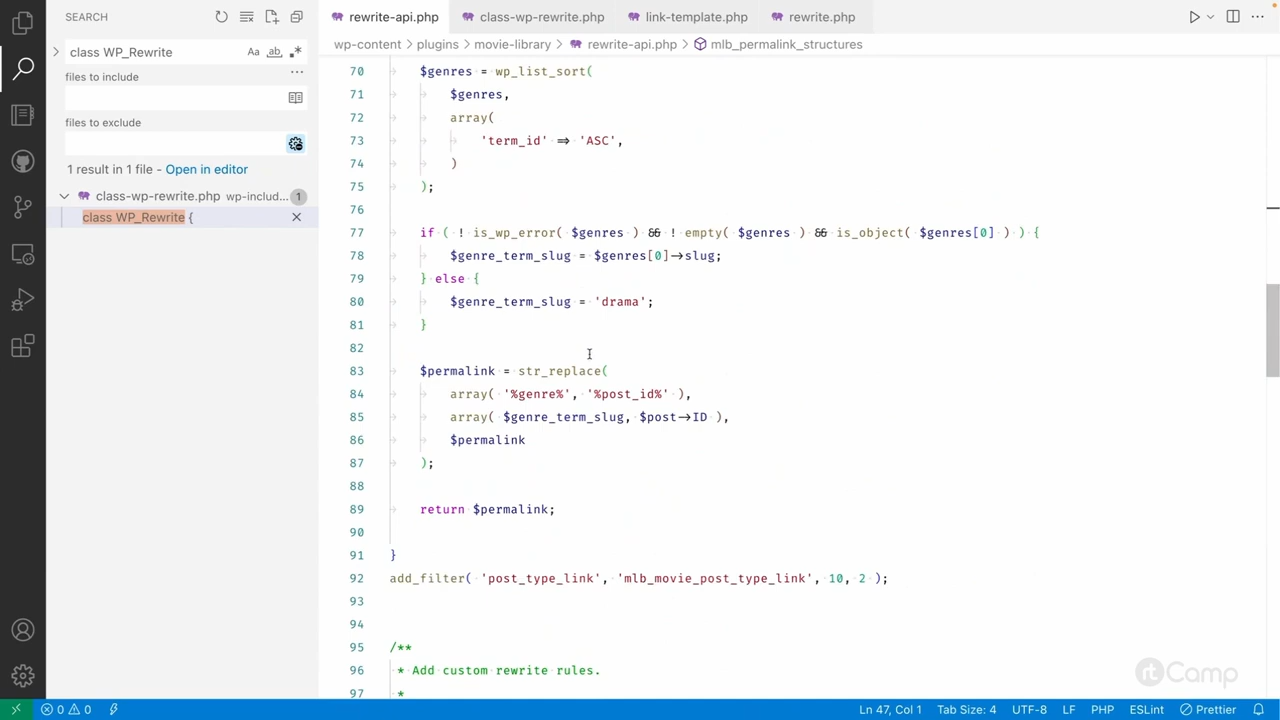 SEARCH
class WP_Rewrite
Aa
ab
files to include
files to exclude
1 result in 1 file - Open in editor
class-wp-rewrite.php wp-includ... 1
class WP_Rewrite {
rewrite-api.php class-wp-rewrite.php link-template.php rewrite.php
wp-content > plugins > movie-library > rewrite-api.php > mlb_permalink_structures
70 $genres = wp_list_sort(
71 $genres,
72 array(
73 'term_id' => 'ASC',
74 )
75 );
76
77 if ( ! is_wp_error( $genres ) && ! empty( $genres ) && is_object( $genres[0] ) ) {
78 $genre_term_slug = $genres[0]->slug;
79 } else {
80 $genre_term_slug = 'drama';
81 }
82
83 $permalink = str_replace(
84 array( '%genre%', '%post_id%' ),
85 array( $genre_term_slug, $post->ID ),
86 $permalink
87 );
88
89 return $permalink;
90
91 }
92 add_filter( 'post_type_link', 'mlb_movie_post_type_link', 10, 2 );
93
94
95 /**
96 * Add custom rewrite rules.
97 *
rtCamp
0 0 Ln 47, Col 1 Tab Size: 4 UTF-8 LF PHP ESLint Prettier